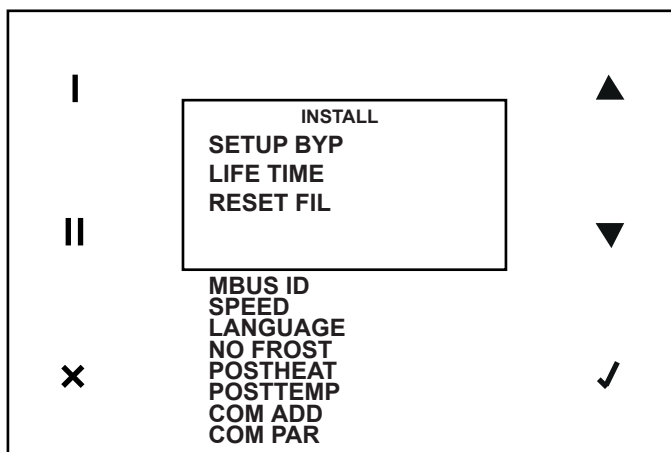 I
INSTALL
SETUP BYP
LIFE TIME
RESET FIL
II
MBUS ID
SPEED
LANGUAGE
NO FROST
POSTHEAT
POSTTEMP
COM ADD
COM PAR